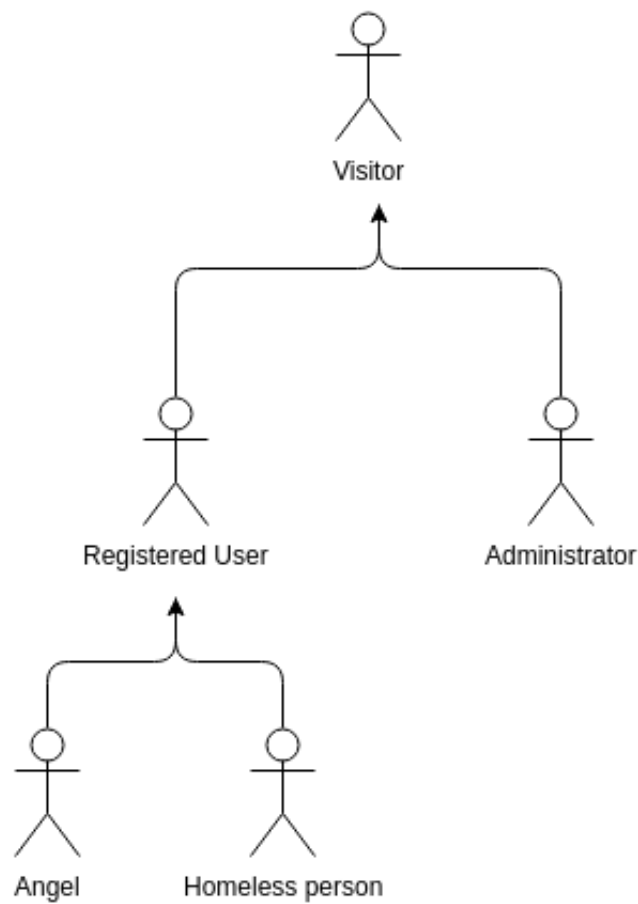 Visitor
Registered User
Administrator
Angel
Homeless person